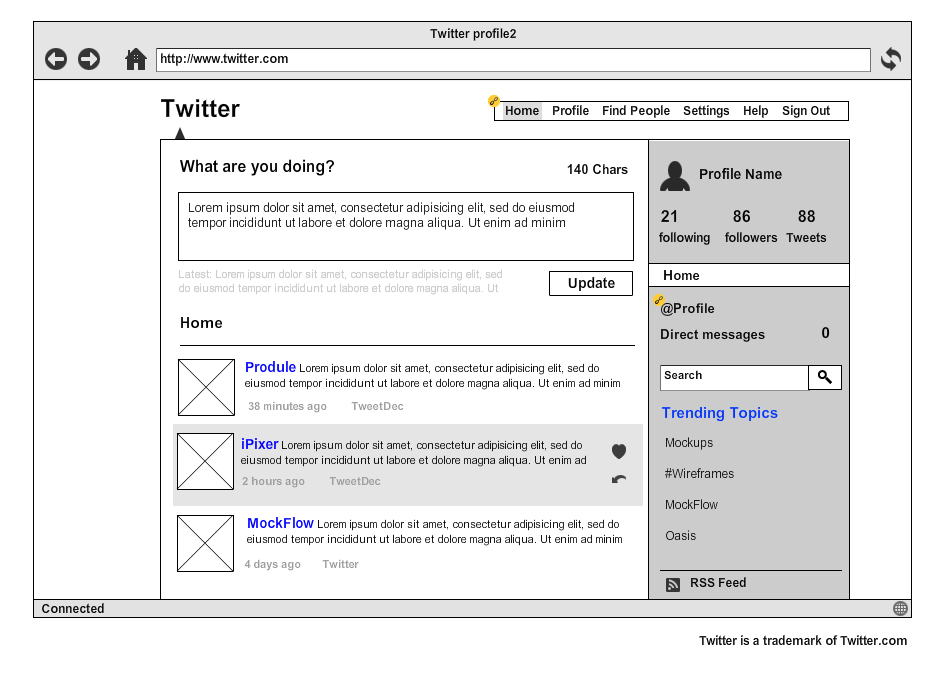 Twitter profile2
http://www.twitter.com
Twitter
Home Profile Find People Settings Help Sign Out
What are you doing?
140 Chars
Lorem ipsum dolor sit amet, consectetur adipisicing elit, sed do eiusmod
tempor incididunt ut labore et dolore magna aliqua. Ut enim ad minim
Latest: Lorem ipsum dolor sit amet, consectetur adipisicing elit, sed
do eiusmod tempor incididunt ut labore et dolore magna aliqua. Ut
Update
Home
Produle Lorem ipsum dolor sit amet, consectetur adipisicing elit, sed do
eiusmod tempor incididunt ut labore et dolore magna aliqua. Ut enim ad minim
38 minutes ago TweetDec
iPixer Lorem ipsum dolor sit amet, consectetur adipisicing elit, sed do
eiusmod tempor incididunt ut labore et dolore magna aliqua. Ut enim ad
2 hours ago TweetDec
MockFlow Lorem ipsum dolor sit amet, consectetur adipisicing elit, sed do
eiusmod tempor incididunt ut labore et dolore magna aliqua. Ut enim ad minim
4 days ago Twitter
Profile Name
21 86 88
following followers Tweets
Home
@Profile
Direct messages 0
Search
Trending Topics
Mockups
#Wireframes
MockFlow
Oasis
RSS Feed
Connected
Twitter is a trademark of Twitter.com